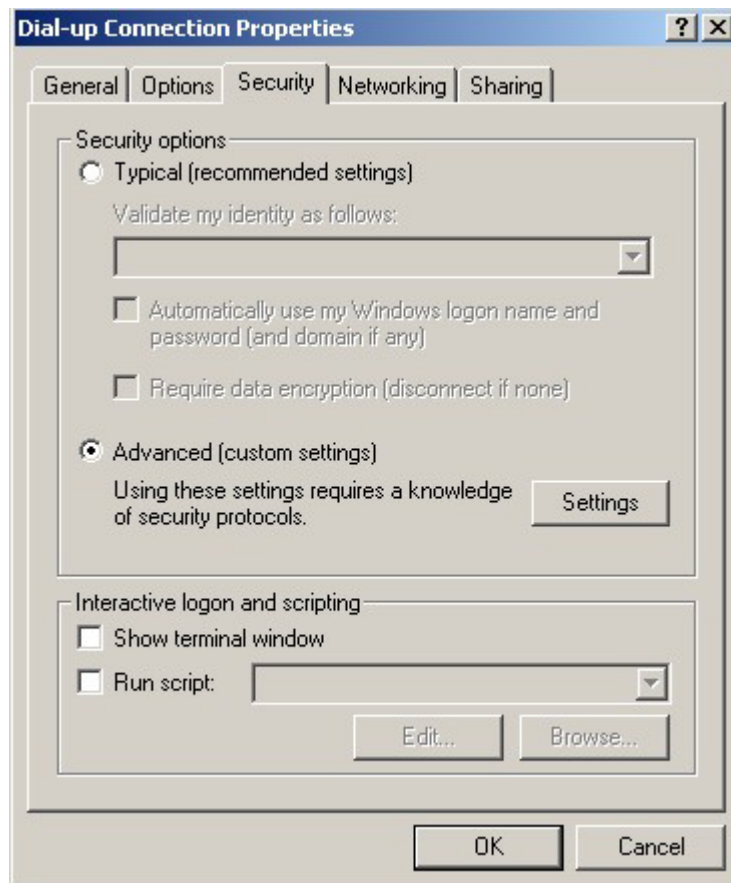 Dial-up Connection Properties
General Options Security Networking Sharing
Security options
Typical (recommended settings)
Validate my identity as follows:
Automatically use my Windows logon name and
password (and domain if any)
Require data encryption (disconnect if none)
Advanced (custom settings)
Using these settings requires a knowledge
of security protocols.
Settings
Interactive logon and scripting
Show terminal window
Run script:
Edit... Browse...
OK Cancel